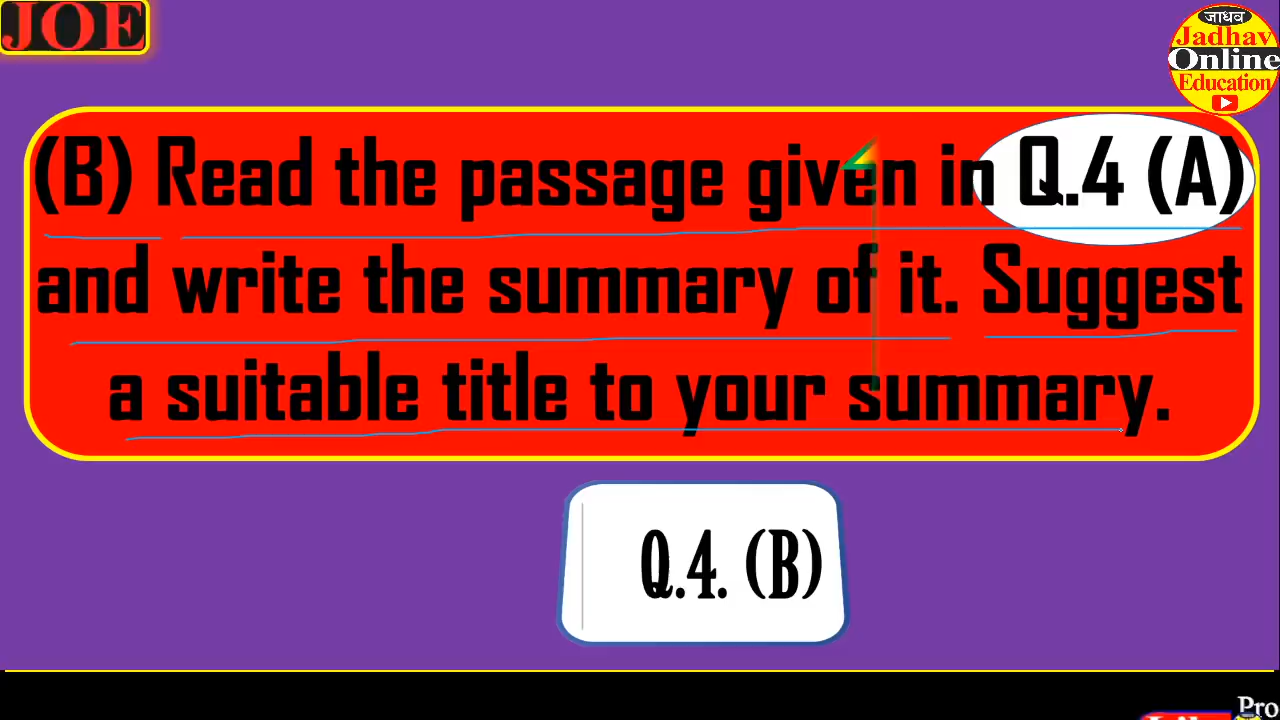 JOE
जाधव
Jadhav
Online
Education
(B) Read the passage given in Q.4 (A)
and write the summary of it. Suggest
a suitable title to your summary.
Q.4. (B)
Pro